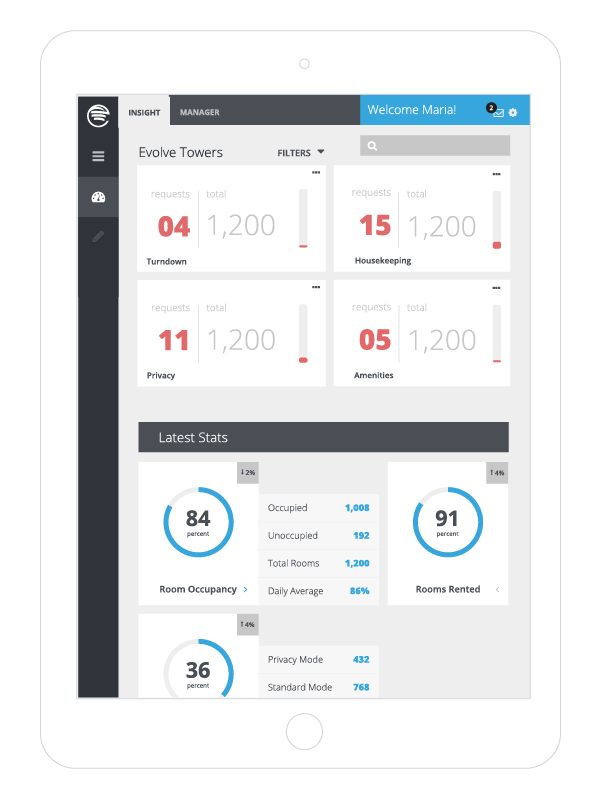 INSIGHT MANAGER Welcome Maria! 2
Evolve Towers FILTERS
requests total
04 1,200
Turndown
requests total
15 1,200
Housekeeping
requests total
11 1,200
Privacy
requests total
05 1,200
Amenities
Latest Stats
↓2%
84
percent
Room Occupancy >
Occupied 1,008
Unoccupied 192
Total Rooms 1,200
Daily Average 86%
↑4%
91
percent
Rooms Rented <
↑4%
36
percent
Privacy Mode 432
Standard Mode 768